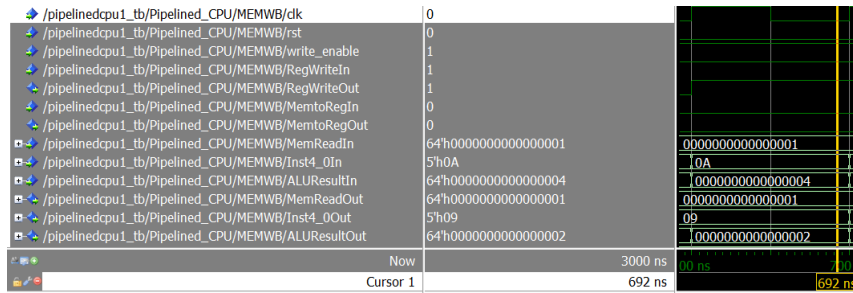 /pipelinedcpu1_tb/Pipelined_CPU/MEMWB/clk 0
/pipelinedcpu1_tb/Pipelined_CPU/MEMWB/rst 0
/pipelinedcpu1_tb/Pipelined_CPU/MEMWB/write_enable 1
/pipelinedcpu1_tb/Pipelined_CPU/MEMWB/RegWriteIn 1
/pipelinedcpu1_tb/Pipelined_CPU/MEMWB/RegWriteOut 1
/pipelinedcpu1_tb/Pipelined_CPU/MEMWB/MemtoRegIn 0
/pipelinedcpu1_tb/Pipelined_CPU/MEMWB/MemtoRegOut 0
/pipelinedcpu1_tb/Pipelined_CPU/MEMWB/MemReadIn 64'h0000000000000001 0000000000000001
/pipelinedcpu1_tb/Pipelined_CPU/MEMWB/Inst4_0In 5'h0A 0A
/pipelinedcpu1_tb/Pipelined_CPU/MEMWB/ALUResultIn 64'h0000000000000004 0000000000000004
/pipelinedcpu1_tb/Pipelined_CPU/MEMWB/MemReadOut 64'h0000000000000001 0000000000000001
/pipelinedcpu1_tb/Pipelined_CPU/MEMWB/Inst4_0Out 5'h09 09
/pipelinedcpu1_tb/Pipelined_CPU/MEMWB/ALUResultOut 64'h0000000000000002 0000000000000002
Now 3000 ns 00 ns 700
Cursor 1 692 ns 692 ns